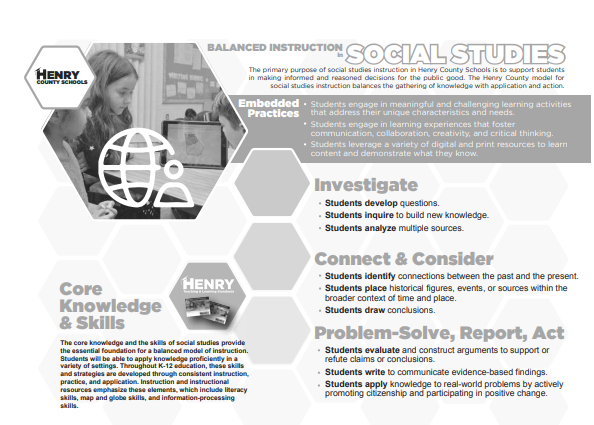 HENRY
COUNTY SCHOOLS
BALANCED INSTRUCTION
in
SOCIAL STUDIES
The primary purpose of social studies instruction in Henry County Schools is to support students
in making informed and reasoned decisions for the public good. The Henry County model for
social studies instruction balances the gathering of knowledge with application and action.
Embedded
Practices
• Students engage in meaningful and challenging learning activities
that address their unique characteristics and needs.
• Students engage in learning experiences that foster
communication, collaboration, creativity, and critical thinking.
• Students leverage a variety of digital and print resources to learn
content and demonstrate what they know.
Investigate
• Students develop questions.
• Students inquire to build new knowledge.
• Students analyze multiple sources.
Connect & Consider
• Students identify connections between the past and the present.
• Students place historical figures, events, or sources within the
broader context of time and place.
• Students draw conclusions.
Core
Knowledge
& Skills
HENRY
Teaching & Learning Standards
The core knowledge and the skills of social studies provide
the essential foundation for a balanced model of instruction.
Students will be able to apply knowledge proficiently in a
variety of settings. Throughout K-12 education, these skills
and strategies are developed through consistent instruction,
practice, and application. Instruction and instructional
resources emphasize these elements, which include literacy
skills, map and globe skills, and information-processing
skills.
Problem-Solve, Report, Act
• Students evaluate and construct arguments to support or
refute claims or conclusions.
• Students write to communicate evidence-based findings.
• Students apply knowledge to real-world problems by actively
promoting citizenship and participating in positive change.